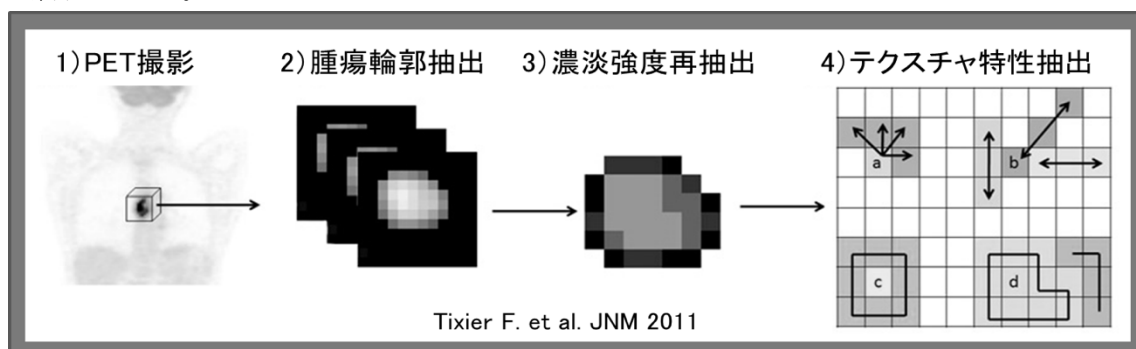 1)PET撮影
2)腫瘍輪郭抽出
3)濃淡強度再抽出
4)テクスチャ特性抽出
a
b
c
d
Tixier F. et al. JNM 2011